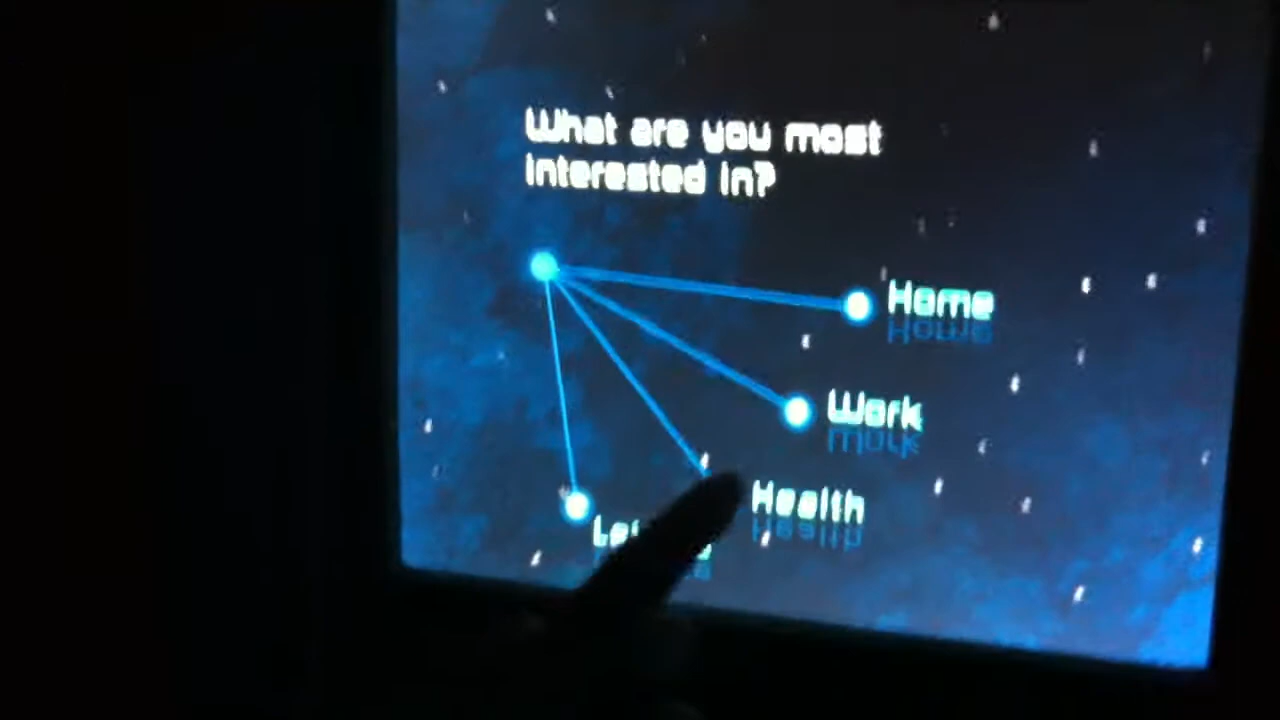 What are you most
interested in?
Home
Work
Health